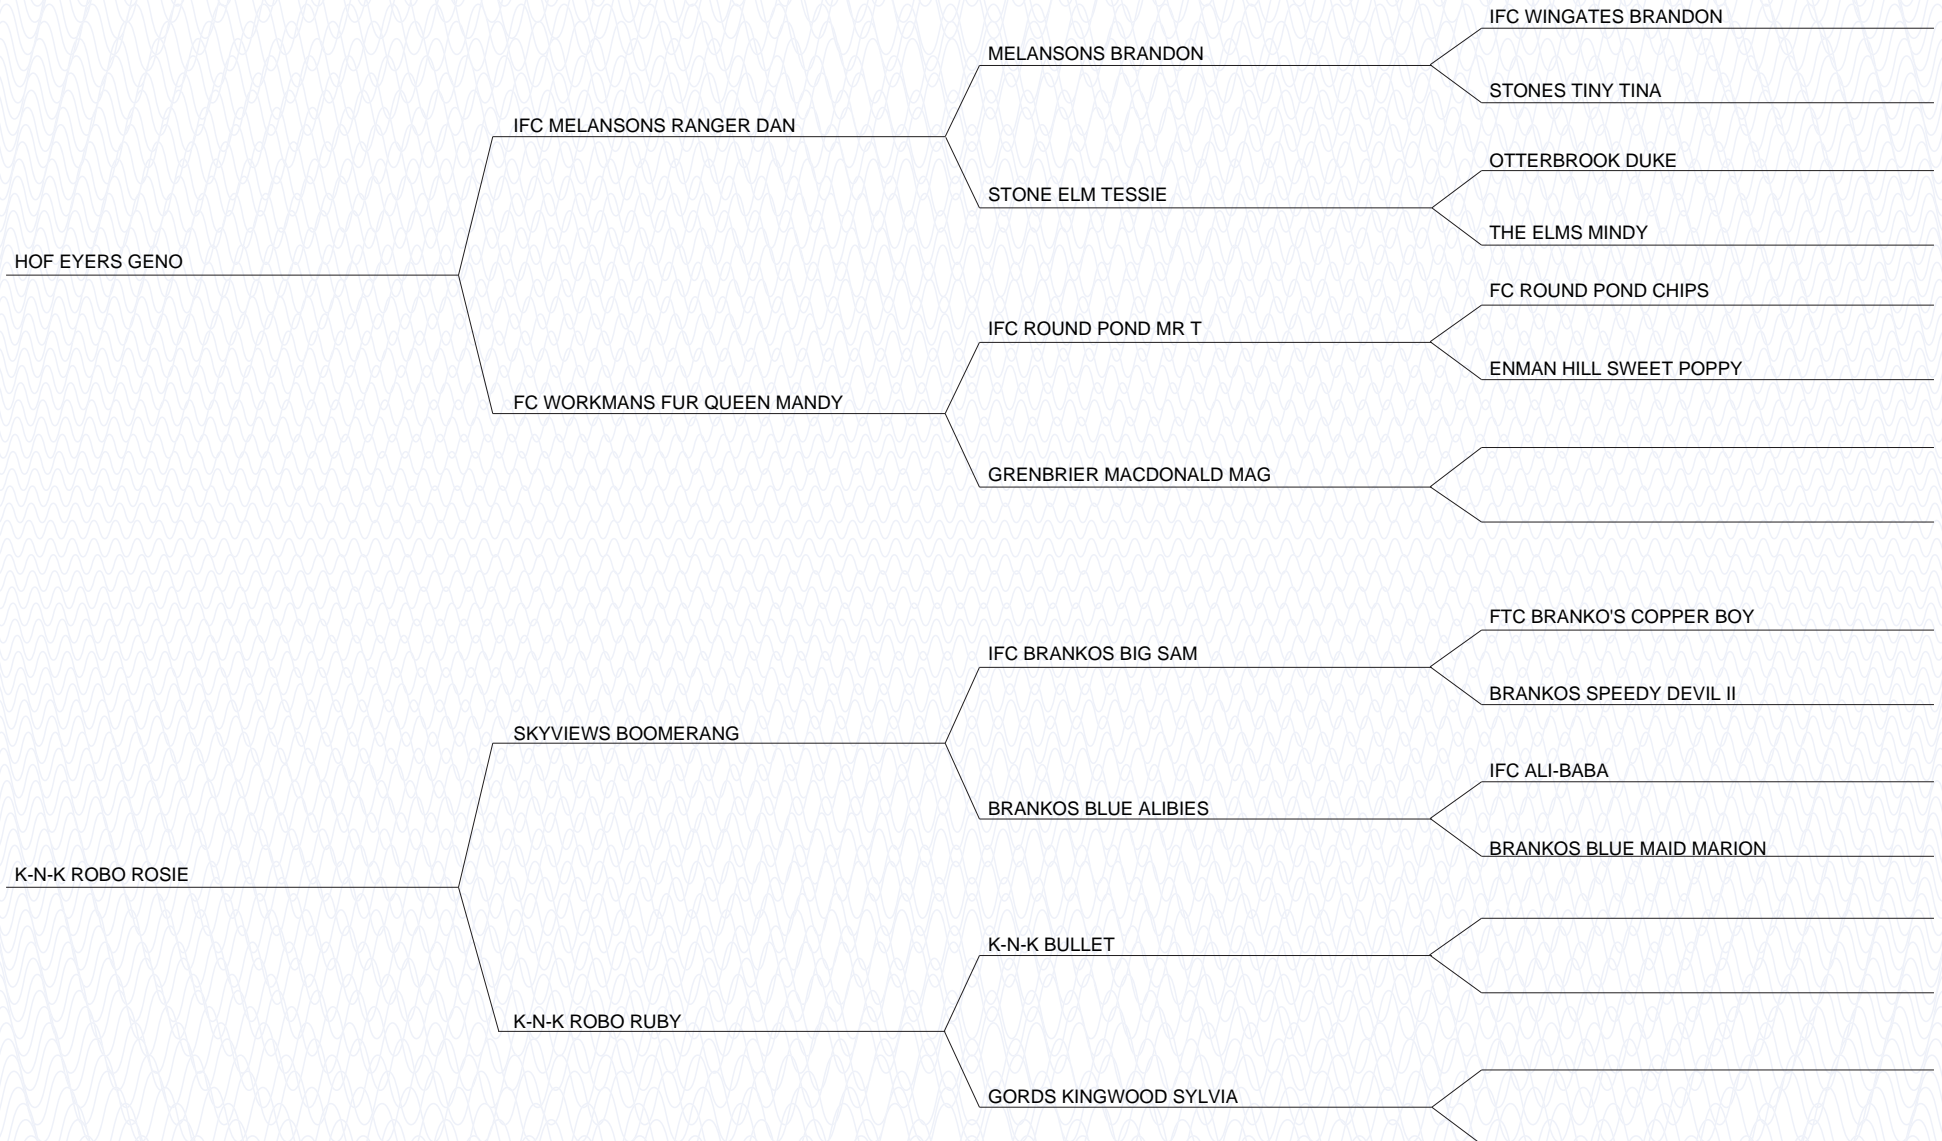 IFC WINGATES BRANDON
MELANSONS BRANDON
STONES TINY TINA
IFC MELANSONS RANGER DAN
OTTERBROOK DUKE
STONE ELM TESSIE
THE ELMS MINDY
HOF EYERS GENO
FC ROUND POND CHIPS
IFC ROUND POND MR T
ENMAN HILL SWEET POPPY
FC WORKMANS FUR QUEEN MANDY
GRENBRIER MACDONALD MAG
FTC BRANKO'S COPPER BOY
IFC BRANKOS BIG SAM
BRANKOS SPEEDY DEVIL II
SKYVIEWS BOOMERANG
IFC ALI-BABA
BRANKOS BLUE ALIBIES
BRANKOS BLUE MAID MARION
K-N-K ROBO ROSIE
K-N-K BULLET
K-N-K ROBO RUBY
GORDS KINGWOOD SYLVIA